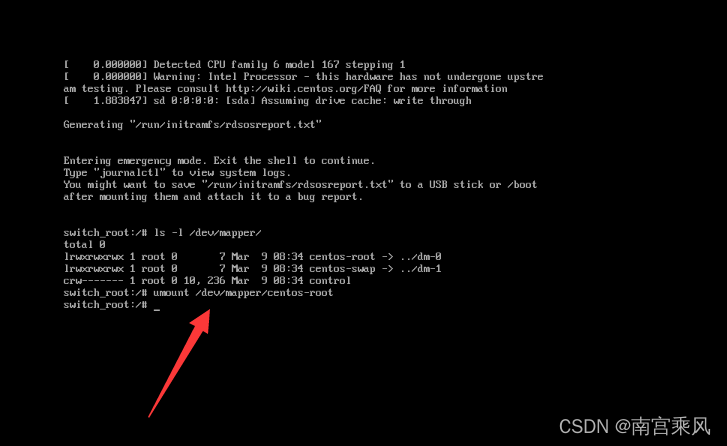 [    0.000000] Detected CPU family 6 model 167 stepping 1
[    0.000000] Warning: Intel Processor - this hardware has not undergone upstre
am testing. Please consult http://wiki.centos.org/FAQ for more information
[    1.883847] sd 0:0:0:0: [sda] Assuming drive cache: write through
Generating "/run/initramfs/rdsosreport.txt"
Entering emergency mode. Exit the shell to continue.
Type "journalctl" to view system logs.
You might want to save "/run/initramfs/rdsosreport.txt" to a USB stick or /boot
after mounting them and attach it to a bug report.
switch_root:/# ls -l /dev/mapper/
total 0
lrwxrwxrwx 1 root 0       7 Mar  9 08:34 centos-root -> ../dm-0
lrwxrwxrwx 1 root 0       7 Mar  9 08:34 centos-swap -> ../dm-1
crw------- 1 root 0 10, 236 Mar  9 08:34 control
switch_root:/# umount /dev/mapper/centos-root
switch_root:/# _
CSDN @南宫乘风